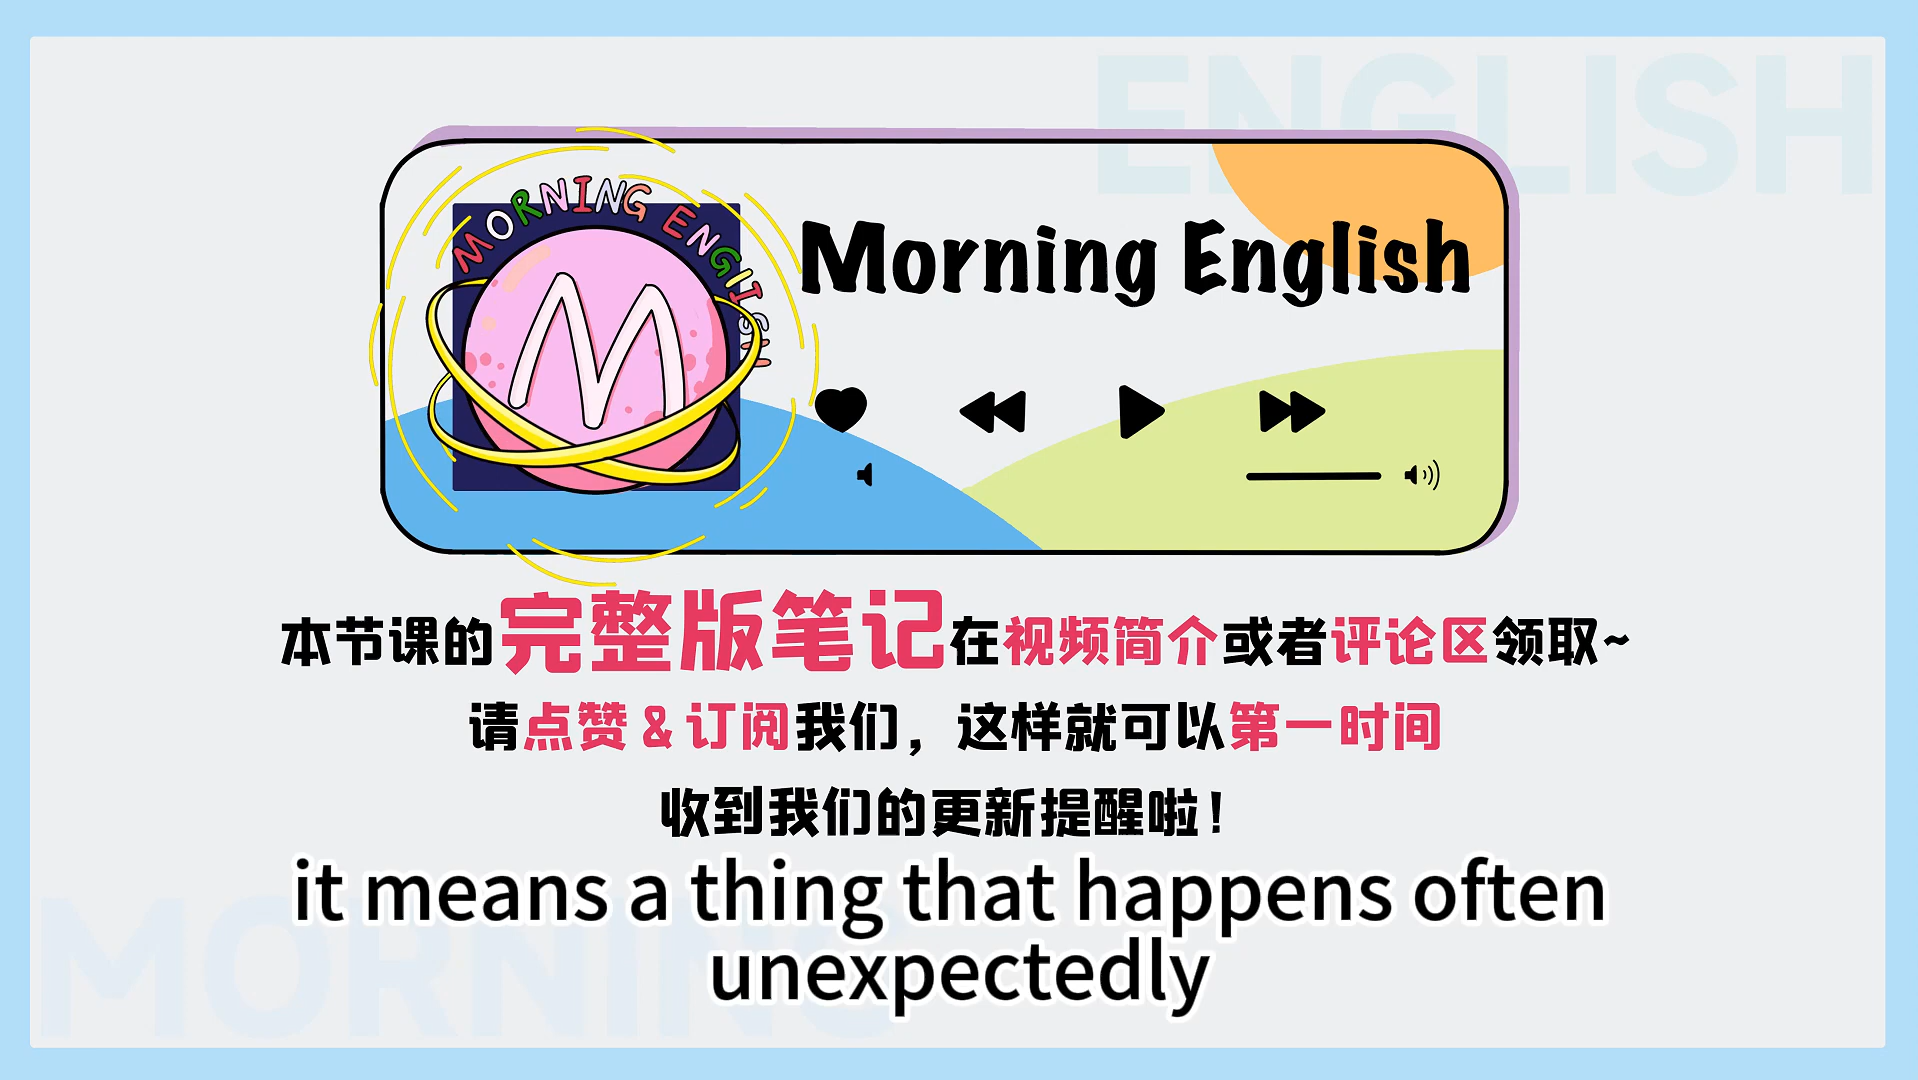 ENGLISH
MORNING ENGLISH
M
Morning English
本节课的完整版笔记在视频简介或者评论区领取~
请点赞&订阅我们，这样就可以第一时间
收到我们的更新提醒啦！
it means a thing that happens often
unexpectedly
MORNING